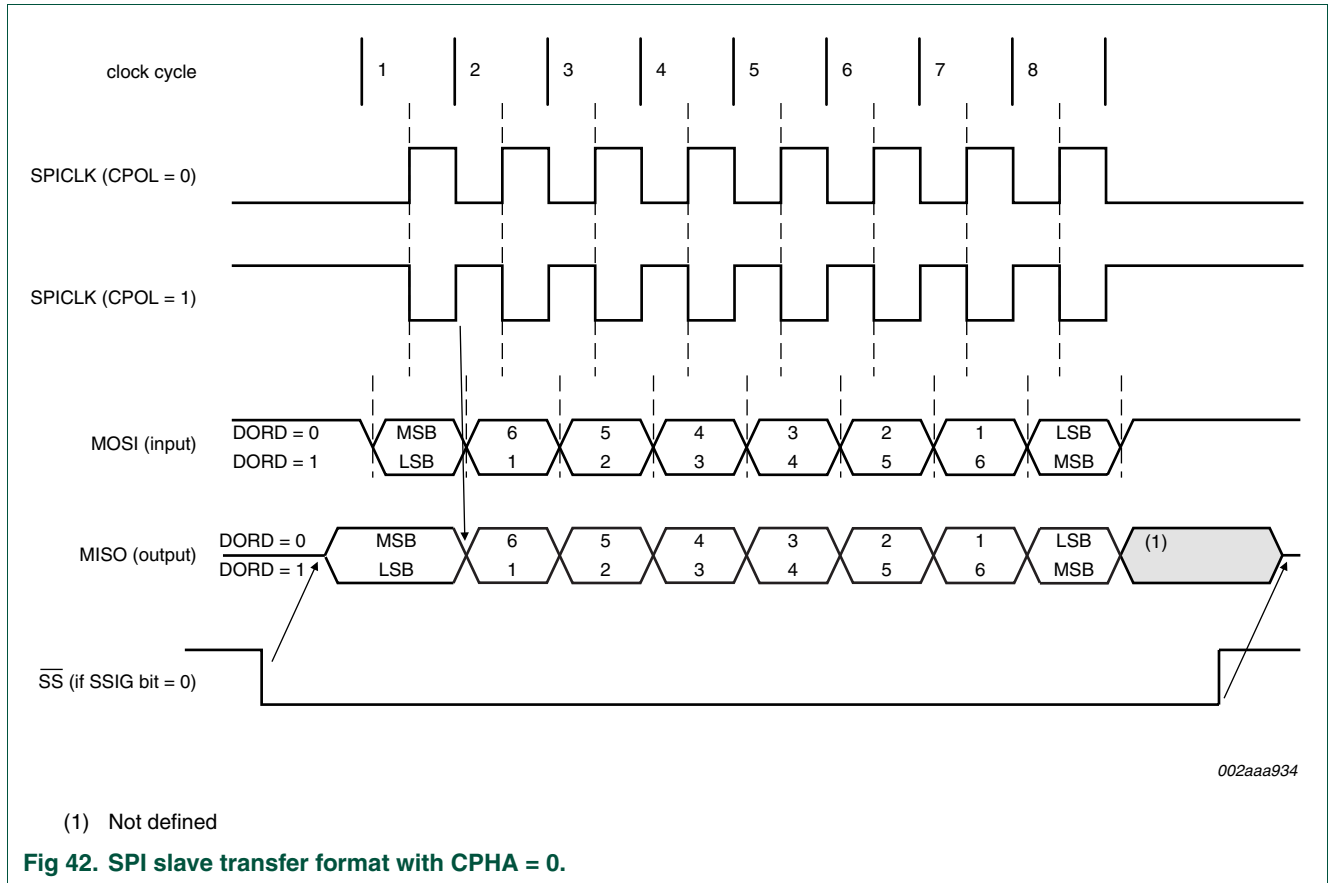 clock cycle 1 2 3 4 5 6 7 8
SPICLK (CPOL = 0)
SPICLK (CPOL = 1)
MOSI (input)
DORD = 0 MSB 6 5 4 3 2 1 LSB
DORD = 1 LSB 1 2 3 4 5 6 MSB
MISO (output)
DORD = 0 MSB 6 5 4 3 2 1 LSB (1)
DORD = 1 LSB 1 2 3 4 5 6 MSB
S̅S̅ (if SSIG bit = 0)
002aaa934
(1) Not defined
Fig 42. SPI slave transfer format with CPHA = 0.